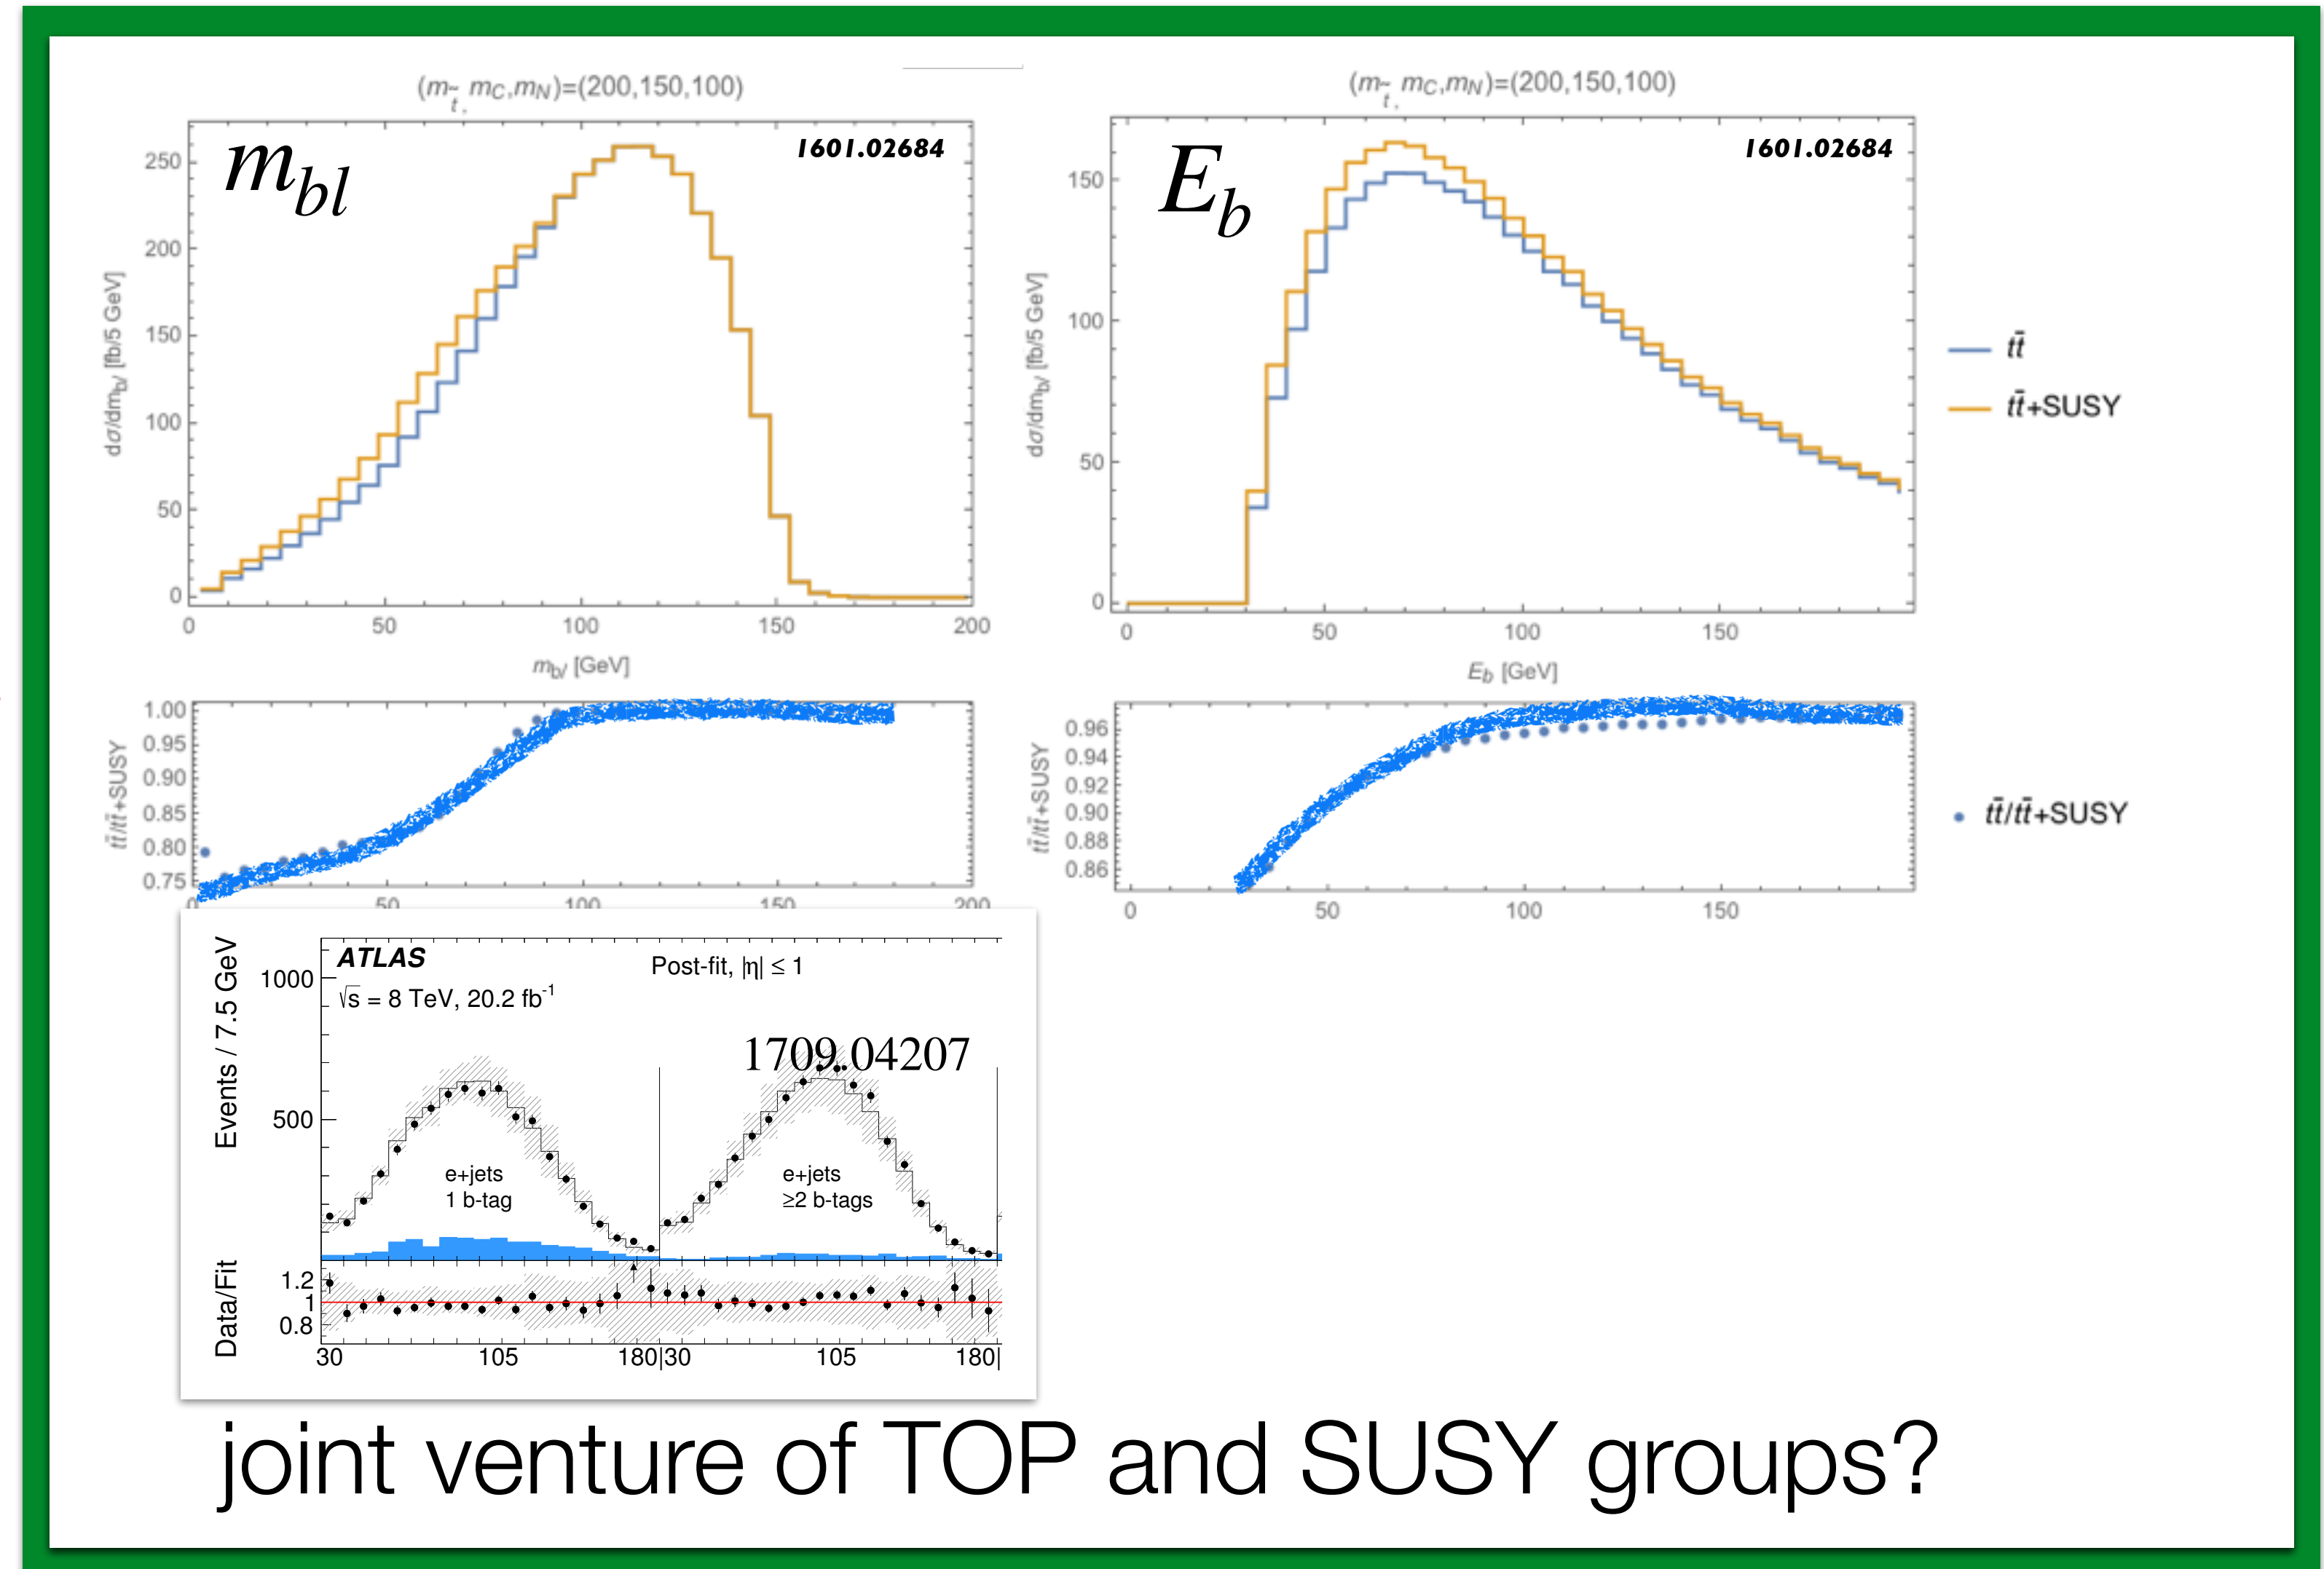 (m_t̃, m_C,m_N)=(200,150,100)
m_bl
1601.02684
250
200
150
100
50
0
dσ/dm_bl [fb/5 GeV]
0 50 100 150 200
m_bl [GeV]
1.00
0.95
0.90
0.85
0.80
0.75
tt̄/tt̄+SUSY
0 50 100 150 200
(m_t̃, m_C,m_N)=(200,150,100)
E_b
1601.02684
150
100
50
0
dσ/dm_bl [fb/5 GeV]
0 50 100 150
E_b [GeV]
tt̄
tt̄+SUSY
0.96
0.94
0.92
0.90
0.88
0.86
tt̄/tt̄+SUSY
0 50 100 150
tt̄/tt̄+SUSY
ATLAS
Post-fit, |η| ≤ 1
√s = 8 TeV, 20.2 fb⁻¹
1709.04207
Events / 7.5 GeV
1000
500
e+jets
1 b-tag
e+jets
≥2 b-tags
Data/Fit
1.2
1
0.8
30 105 180|30 105 180|
joint venture of TOP and SUSY groups?